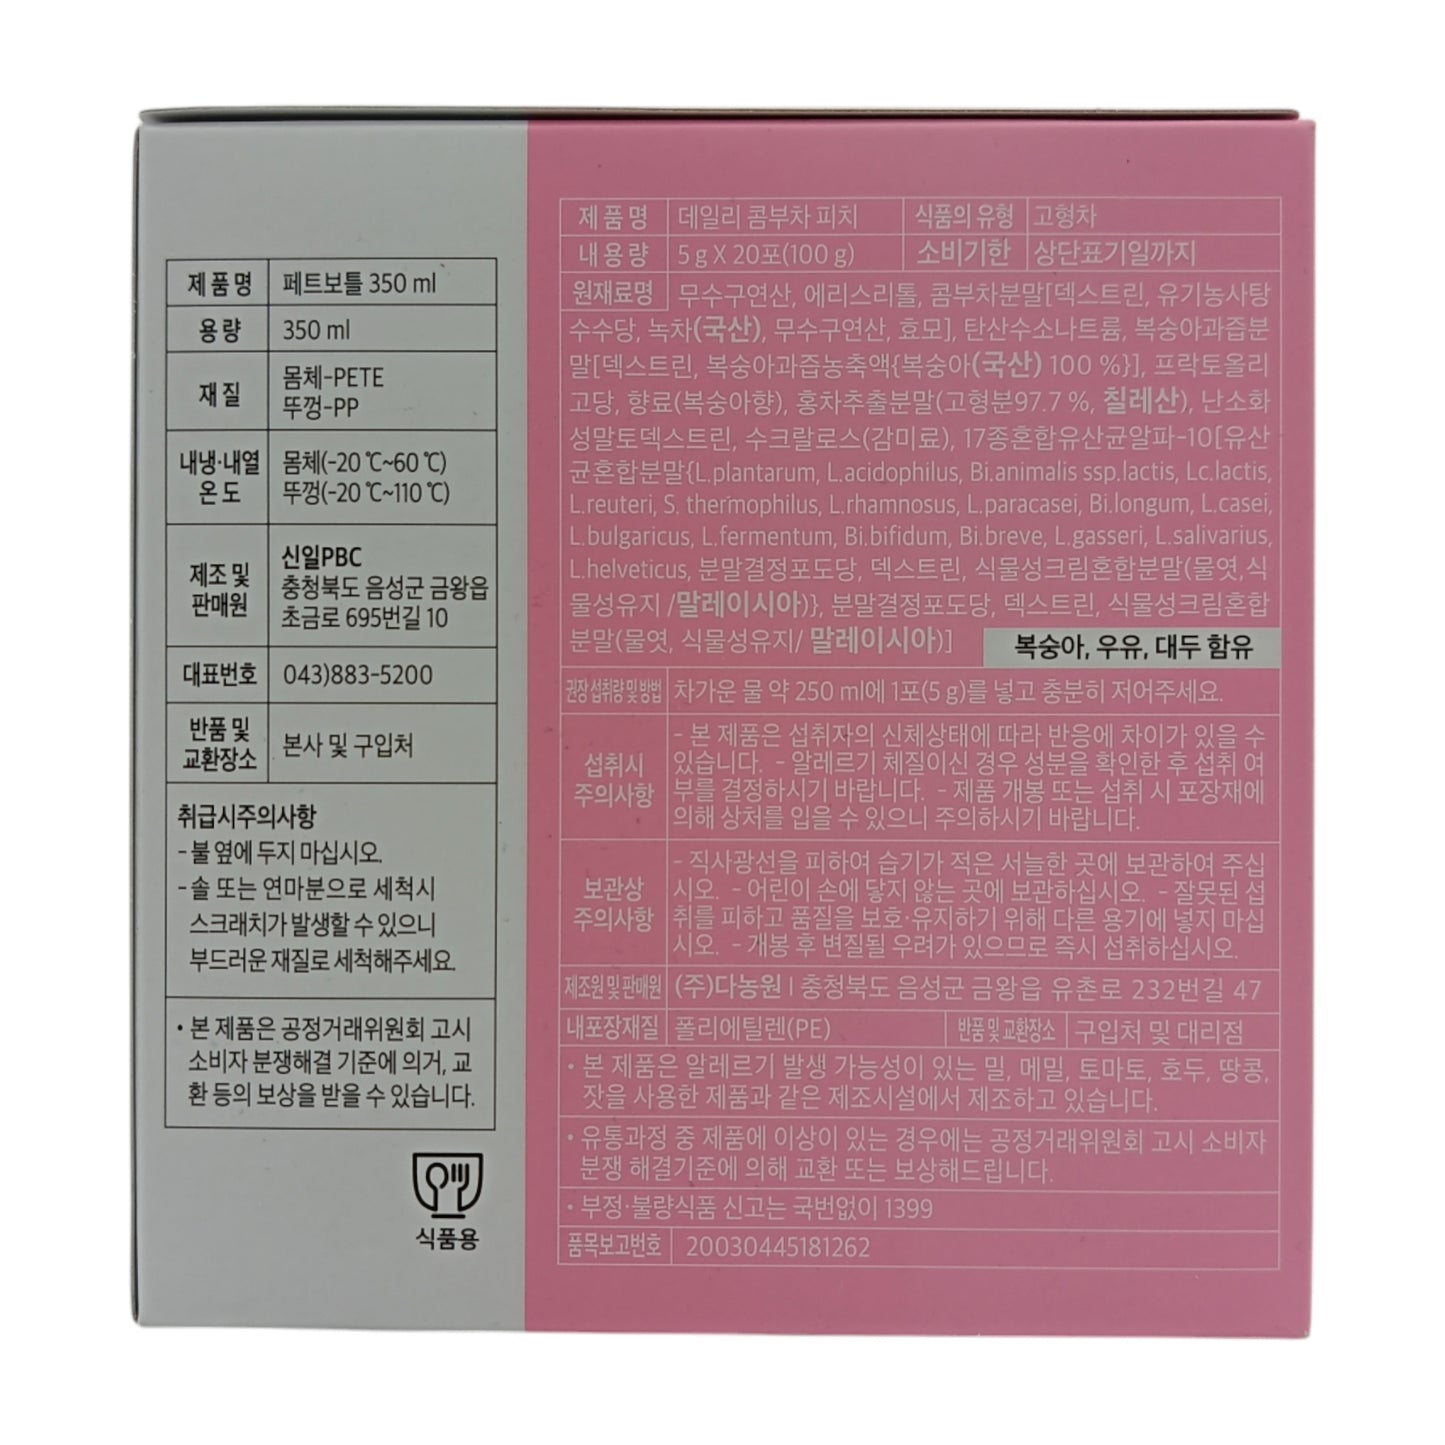 제품명 페트보틀 350 ml
용량 350 ml
재질 몸체-PETE
뚜껑-PP
내냉·내열 온도 몸체(-20 ℃~60 ℃)
뚜껑(-20 ℃~110 ℃)
제조 및 판매원 신일PBC
충청북도 음성군 금왕읍
초금로 695번길 10
대표번호 043)883-5200
반품 및 교환장소 본사 및 구입처
취급시주의사항
- 불 옆에 두지 마십시오.
- 솔 또는 연마분으로 세척시
스크래치가 발생할 수 있으니
부드러운 재질로 세척해주세요.
• 본 제품은 공정거래위원회 고시
소비자 분쟁해결 기준에 의거, 교
환 등의 보상을 받을 수 있습니다.
식품용
제품명 데일리 콤부차 피치 식품의 유형 고형차
내용량 5 g X 20포(100 g) 소비기한 상단표기일까지
원재료명 무수구연산, 에리스리톨, 콤부차분말[덱스트린, 유기농사탕
수수당, 녹차(국산), 무수구연산, 효모], 탄산수소나트륨, 복숭아과즙분
말[덱스트린, 복숭아과즙농축액{복숭아(국산) 100 %}], 프락토올리
고당, 향료(복숭아향), 홍차추출분말(고형분97.7 %, 칠레산), 난소화
성말토덱스트린, 수크랄로스(감미료), 17종혼합유산균알파-10[유산
균혼합분말{L.plantarum, L.acidophilus, Bi.animalis ssp.lactis, Lc.lactis,
L.reuteri, S. thermophilus, L.rhamnosus, L.paracasei, Bi.longum, L.casei,
L.bulgaricus, L.fermentum, Bi.bifidum, Bi.breve, L.gasseri, L.salivarius,
L.helveticus, 분말결정포도당, 덱스트린, 식물성크림혼합분말(물엿,식
물성유지 /말레이시아)}, 분말결정포도당, 덱스트린, 식물성크림혼합
분말(물엿, 식물성유지/ 말레이시아)]
복숭아, 우유, 대두 함유
권장 섭취량 및 방법 차가운 물 약 250 ml에 1포(5 g)를 넣고 충분히 저어주세요.
섭취시 주의사항 - 본 제품은 섭취자의 신체상태에 따라 반응에 차이가 있을 수
있습니다. - 알레르기 체질이신 경우 성분을 확인한 후 섭취 여
부를 결정하시기 바랍니다. - 제품 개봉 또는 섭취 시 포장재에
의해 상처를 입을 수 있으니 주의하시기 바랍니다.
보관상 주의사항 - 직사광선을 피하여 습기가 적은 서늘한 곳에 보관하여 주십
시오. - 어린이 손에 닿지 않는 곳에 보관하십시오. - 잘못된 섭
취를 피하고 품질을 보호·유지하기 위해 다른 용기에 넣지 마십
시오. - 개봉 후 변질될 우려가 있으므로 즉시 섭취하십시오.
제조원 및 판매원 (주)다농원 I 충청북도 음성군 금왕읍 유촌로 232번길 47
내포장재질 폴리에틸렌(PE) 반품 및 교환장소 구입처 및 대리점
• 본 제품은 알레르기 발생 가능성이 있는 밀, 메밀, 토마토, 호두, 땅콩,
잣을 사용한 제품과 같은 제조시설에서 제조하고 있습니다.
• 유통과정 중 제품에 이상이 있는 경우에는 공정거래위원회 고시 소비자
분쟁 해결기준에 의해 교환 또는 보상해드립니다.
• 부정·불량식품 신고는 국번없이 1399
품목보고번호 20030445181262